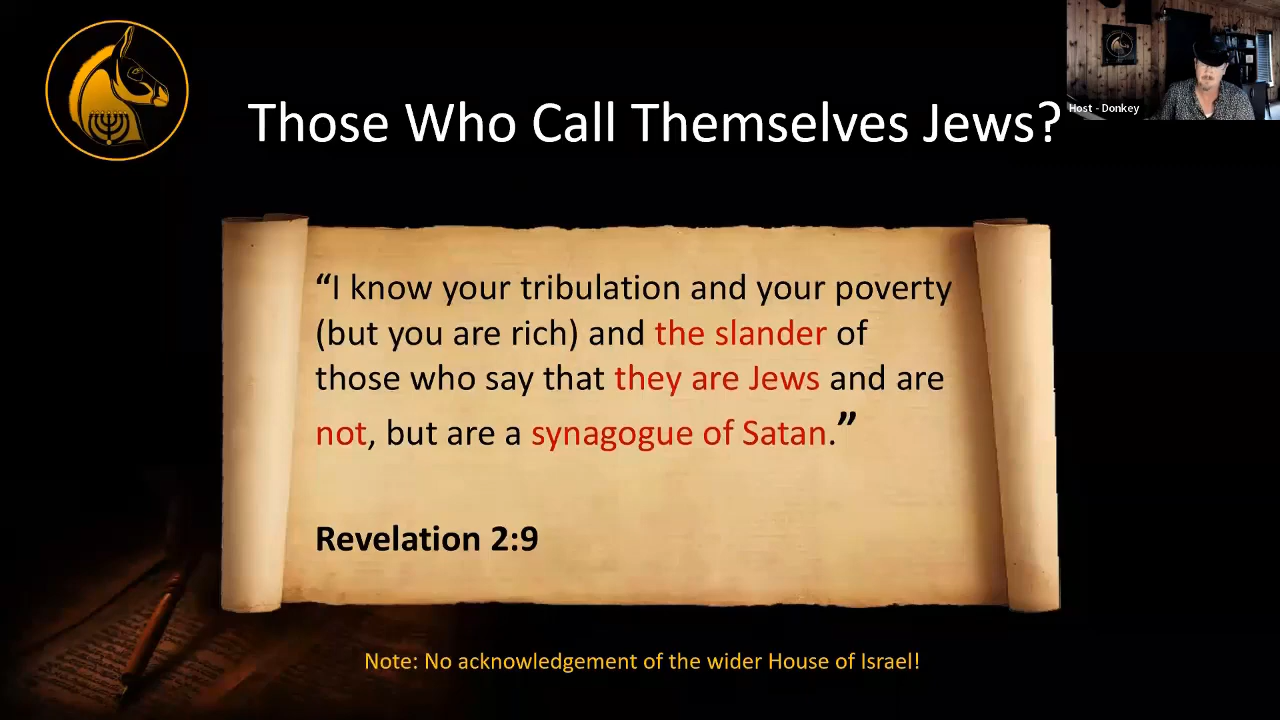 Host - Donkey
Those Who Call Themselves Jews?
“I know your tribulation and your poverty
(but you are rich) and the slander of
those who say that they are Jews and are
not, but are a synagogue of Satan.”
Revelation 2:9
Note: No acknowledgement of the wider House of Israel!